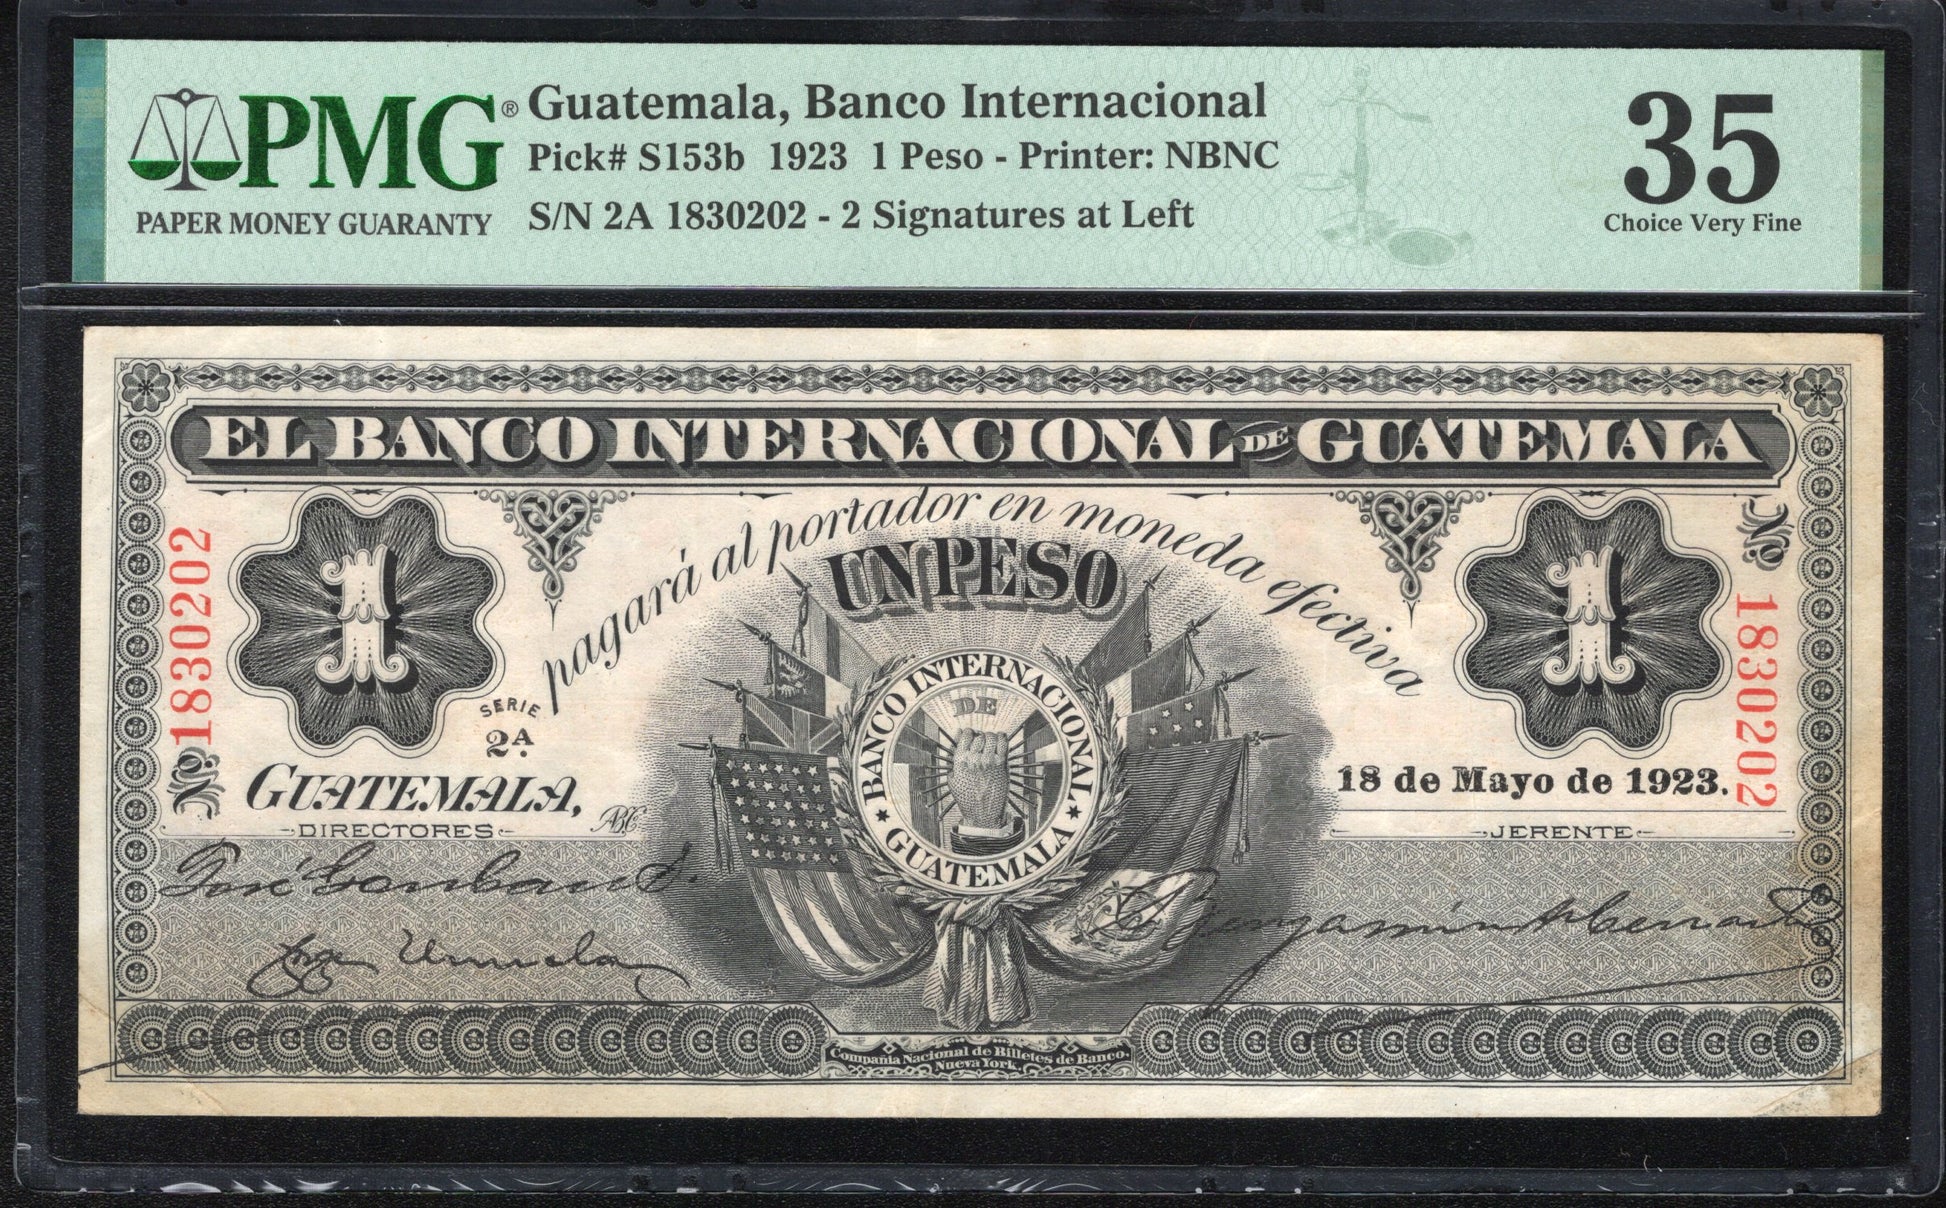 PMG®
PAPER MONEY GUARANTY
Guatemala, Banco Internacional
Pick# S153b 1923 1 Peso - Printer: NBNC
S/N 2A 1830202 - 2 Signatures at Left
35
Choice Very Fine
EL BANCO INTERNACIONAL DE GUATEMALA
pagará al portador en moneda efectiva
UN PESO
1
1
No. 1830202
No. 1830202
SERIE
2A.
BANCO INTERNACIONAL
DE
★ GUATEMALA ★
GUATEMALA,
18 de Mayo de 1923.
DIRECTORES
JERENTE
Compañia Nacional de Billetes de Banco.
Nueva York.